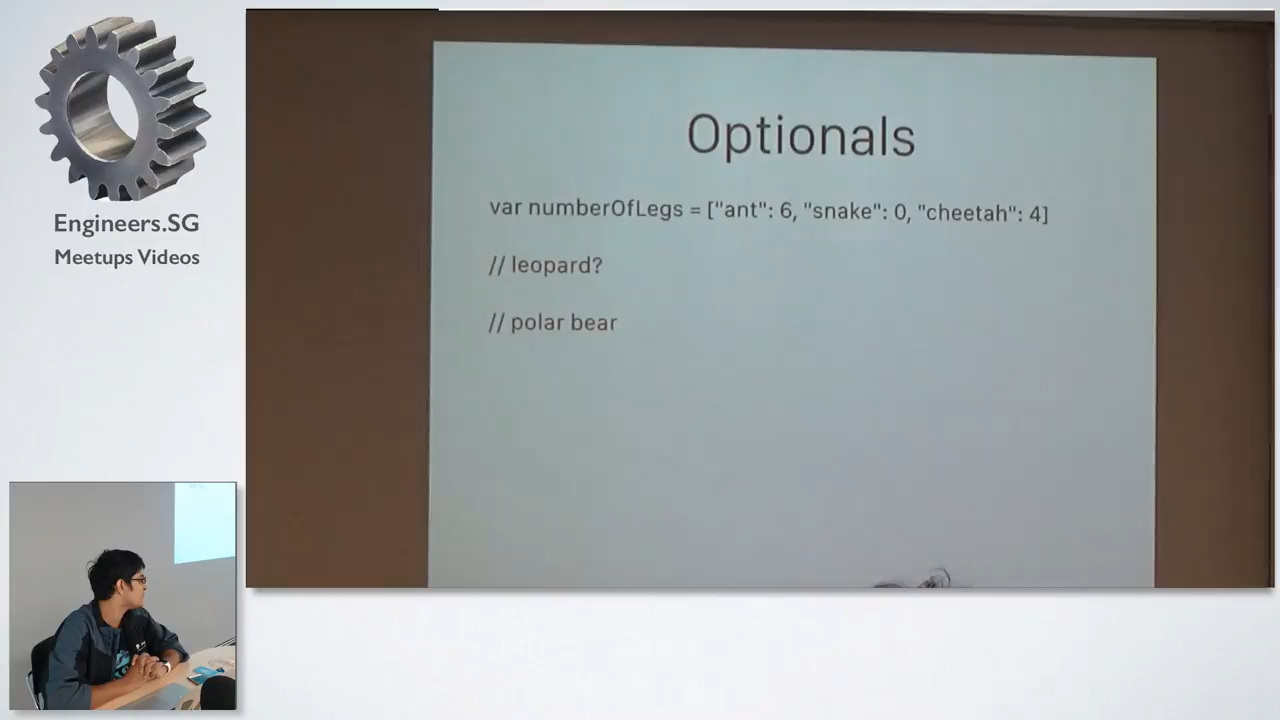 Engineers.SG
Meetups Videos
Optionals
var numberOfLegs = ["ant": 6, "snake": 0, "cheetah": 4]
// leopard?
// polar bear